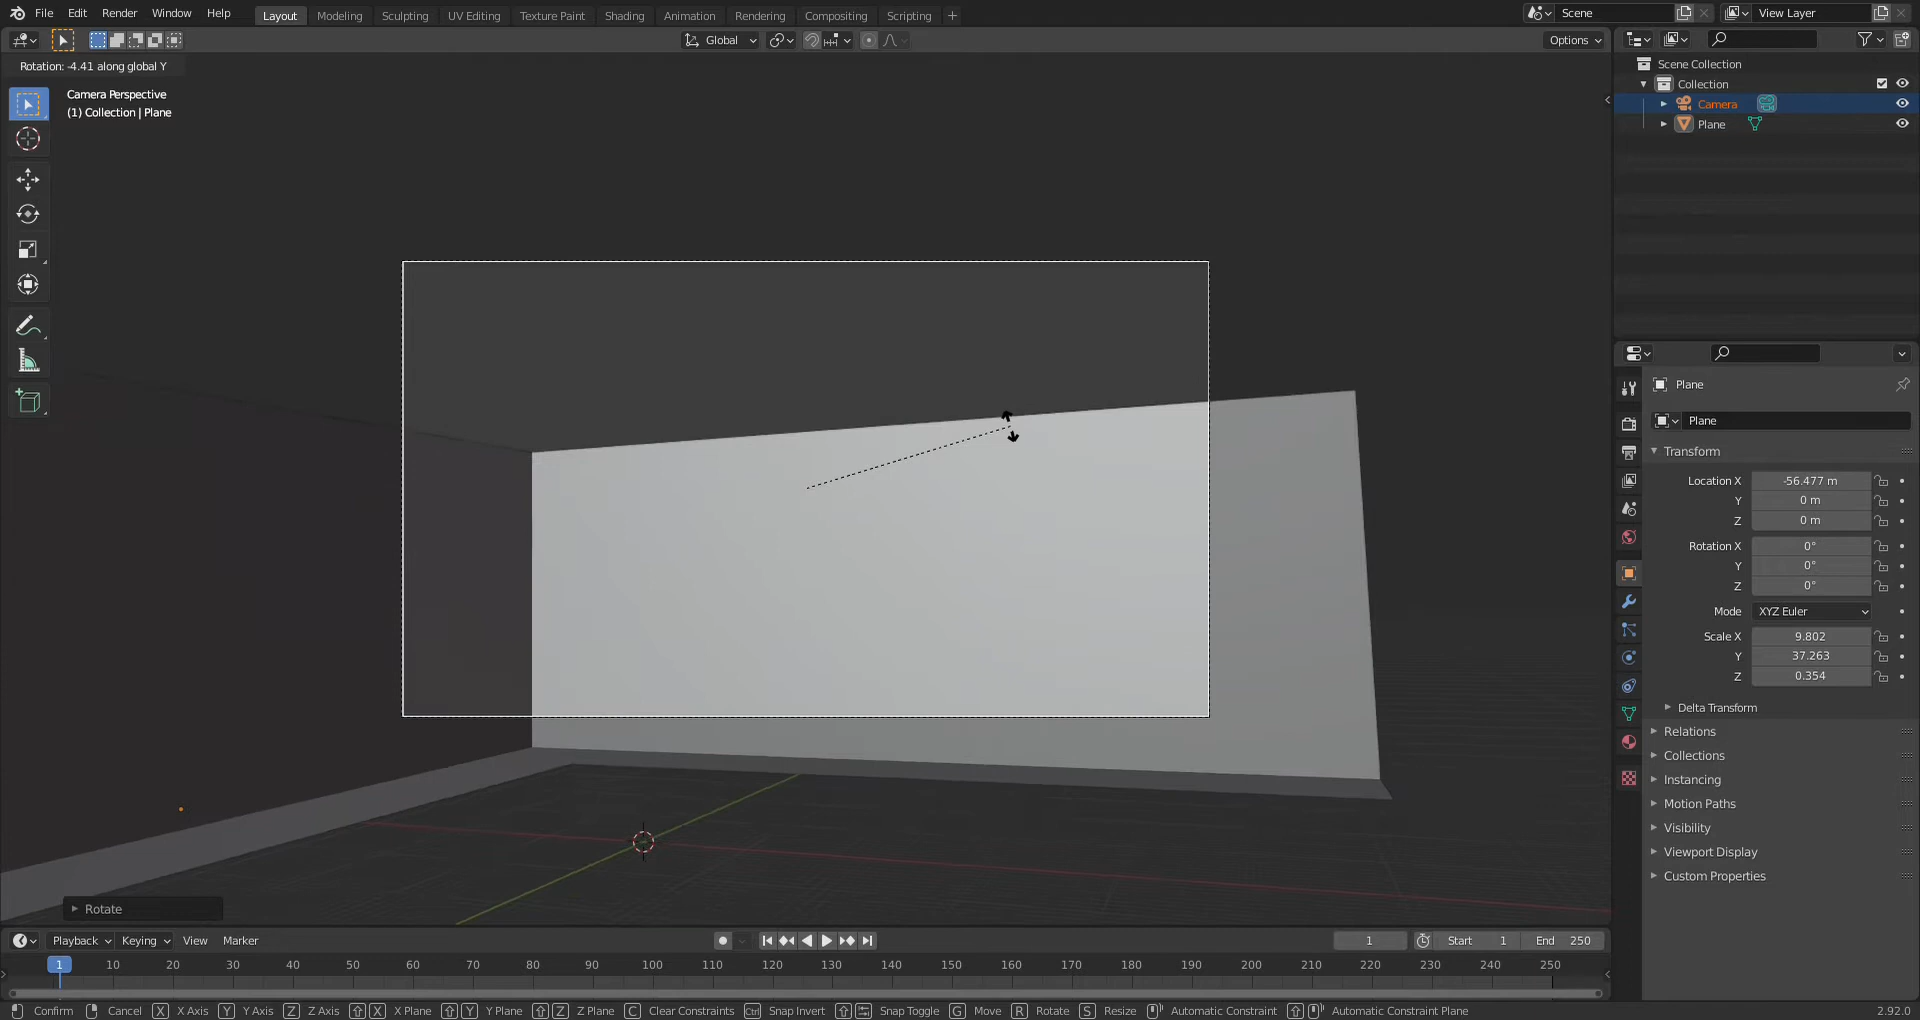 File Edit Render Window Help Layout Modeling Sculpting UV Editing Texture Paint Shading Animation Rendering Compositing Scripting + Scene View Layer
Global Options
Rotation: -4.41 along global Y
Camera Perspective
(1) Collection | Plane
Scene Collection
Collection
Camera
Plane
Plane
Plane
Transform
Location X -56.477 m
Y 0 m
Z 0 m
Rotation X 0°
Y 0°
Z 0°
Mode XYZ Euler
Scale X 9.802
Y 37.263
Z 0.354
Delta Transform
Relations
Collections
Instancing
Motion Paths
Visibility
Viewport Display
Custom Properties
Rotate
Playback Keying View Marker 1 Start 1 End 250
1 10 20 30 40 50 60 70 80 90 100 110 120 130 140 150 160 170 180 190 200 210 220 230 240 250
Confirm Cancel X X Axis Y Y Axis Z Z Axis X X Plane Y Y Plane Z Z Plane C Clear Constraints Ctrl Snap Invert Snap Toggle G Move R Rotate S Resize Automatic Constraint Automatic Constraint Plane 2.92.0